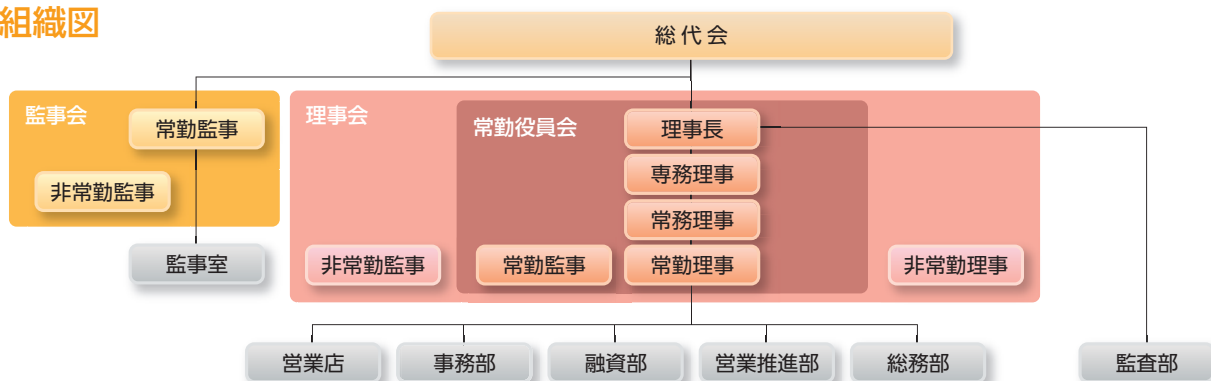 組織図
総代会
監事会
常勤監事
非常勤監事
監事室
理事会
常勤役員会
理事長
専務理事
常務理事
非常勤監事
常勤監事
常勤理事
非常勤理事
営業店
事務部
融資部
営業推進部
総務部
監査部